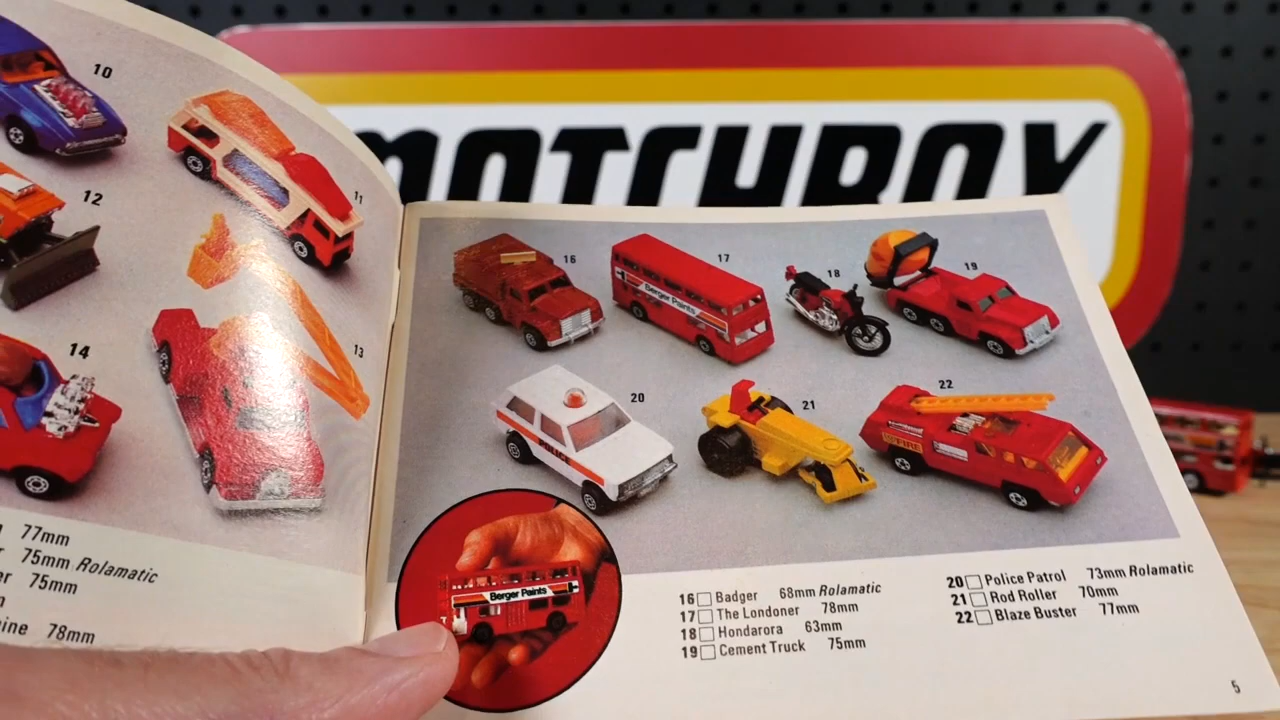 MATCHBOX
10
11
12
13
14
77mm
75mm Rolamatic
75mm
78mm
16
17
18
19
Berger Paints
20
21
22
POLICE
FIRE
Berger Paints
16 Badger 68mm Rolamatic
17 The Londoner 78mm
18 Hondarora 63mm
19 Cement Truck 75mm
20 Police Patrol 73mm Rolamatic
21 Rod Roller 70mm
22 Blaze Buster 77mm
5